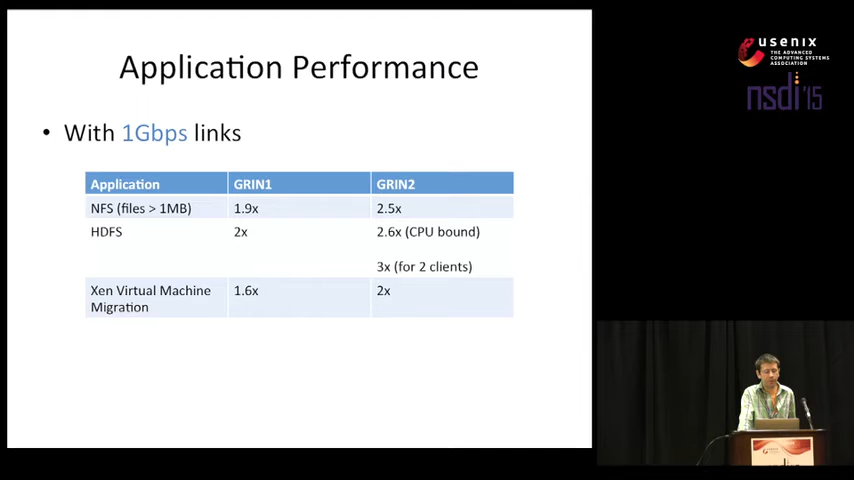 Application Performance
• With 1Gbps links
Application GRIN1 GRIN2
NFS (files > 1MB) 1.9x 2.5x
HDFS 2x 2.6x (CPU bound)
3x (for 2 clients)
Xen Virtual Machine 1.6x 2x
Migration
usenix
THE ADVANCED
COMPUTING SYSTEMS
ASSOCIATION
nsdi '15